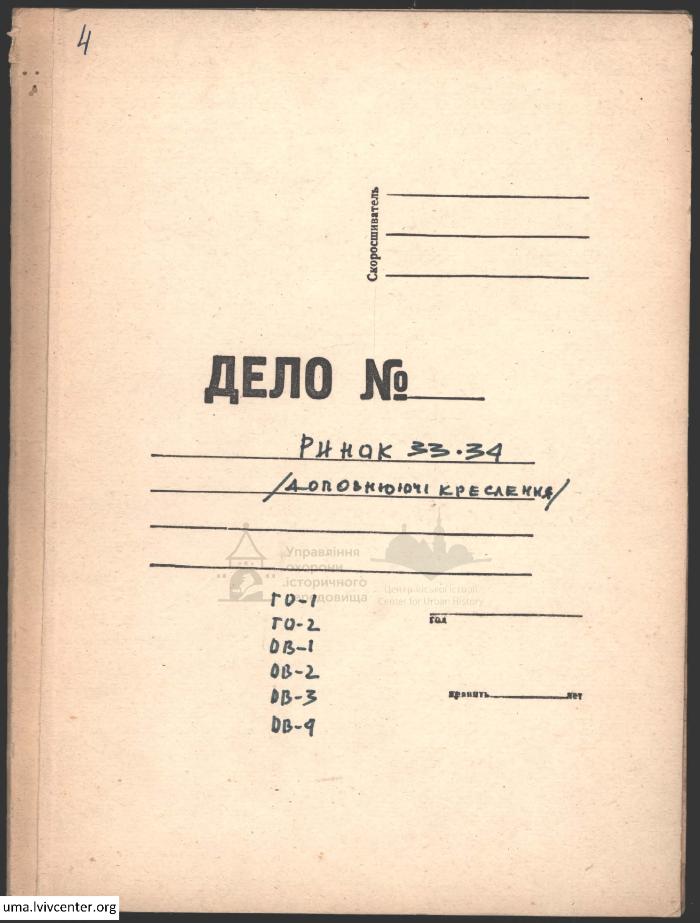 4
Скоросшиватель
ДЕЛО №
РИНОК 33·34
/ДОПОВНЮЮЧІ КРЕСЛЕННЯ/
Управління
охорони
історичного
середовища
Центр міської історії
Center for Urban History
ГО-1
ГО-2
ОВ-1
ОВ-2
ОВ-3
ОВ-4
год
хранить лет
uma.lvivcenter.org